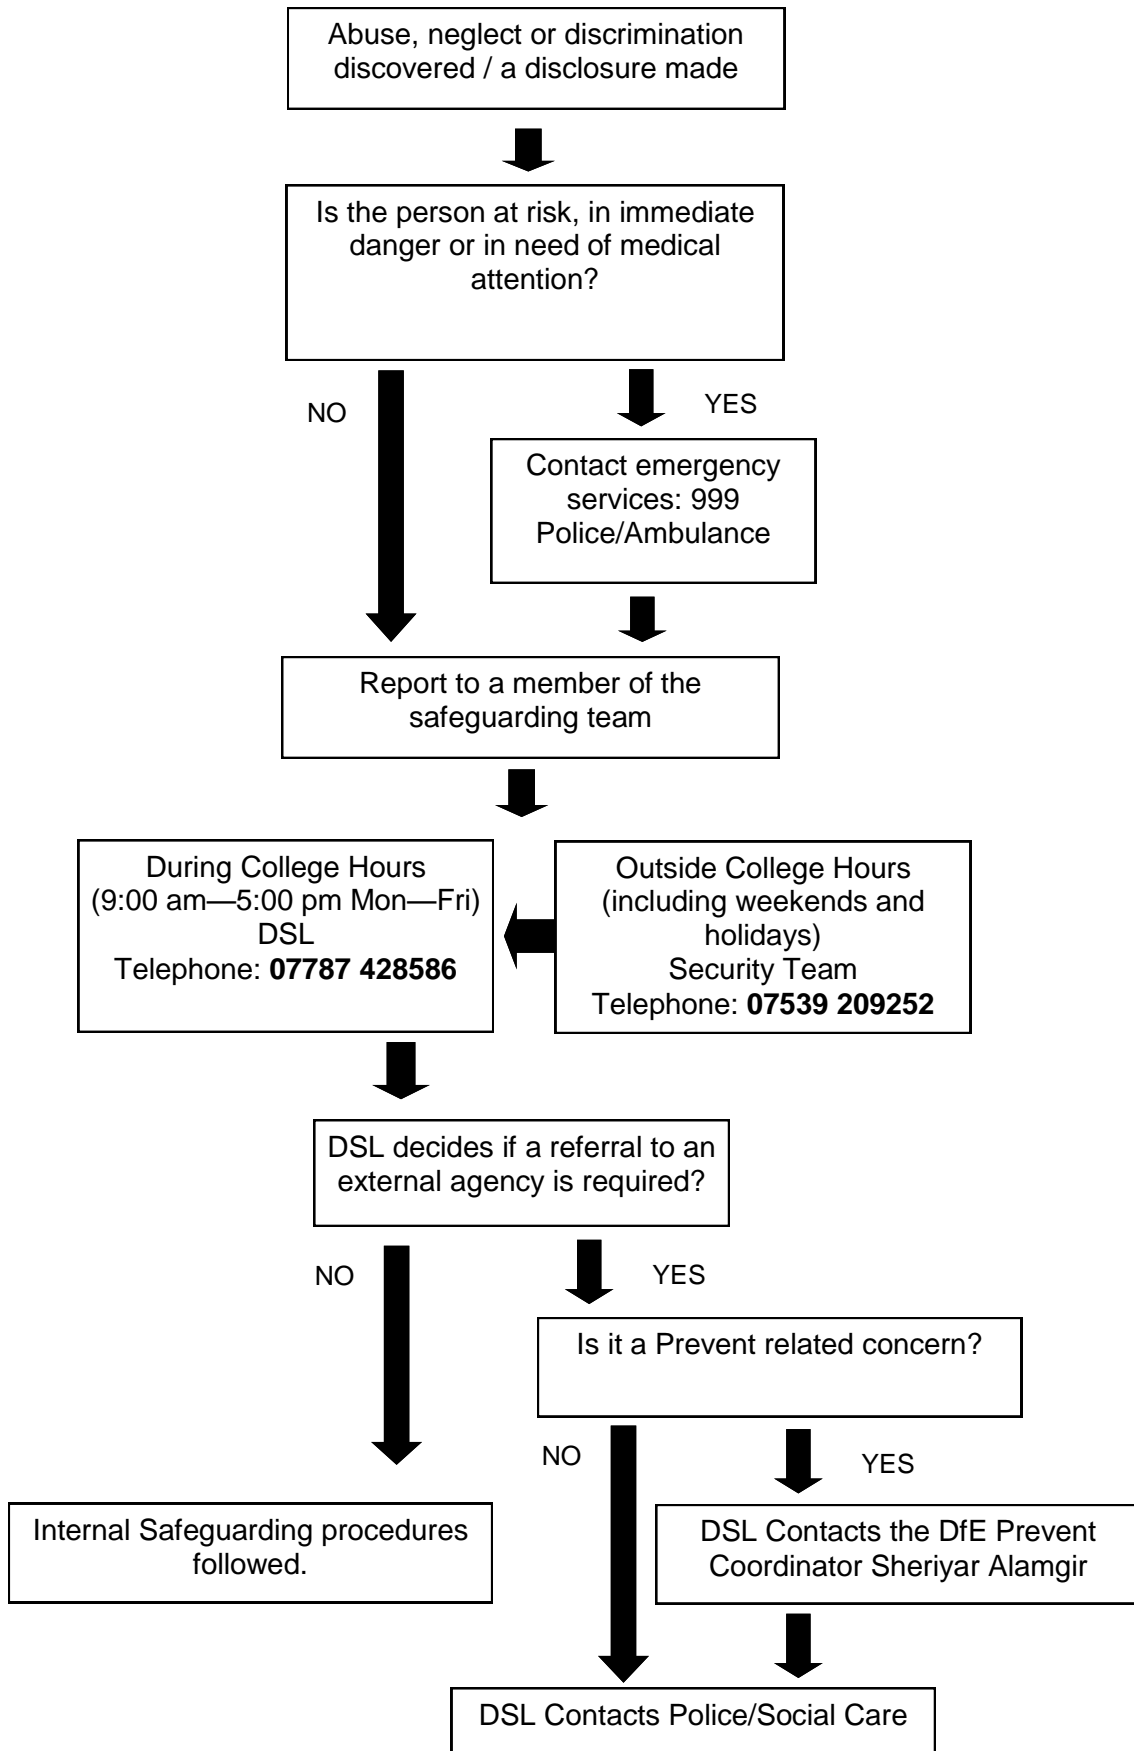 Abuse, neglect or discrimination
discovered / a disclosure made
Is the person at risk, in immediate
danger or in need of medical
attention?
NO
YES
Contact emergency
services: 999
Police/Ambulance
Report to a member of the
safeguarding team
During College Hours
(9:00 am—5:00 pm Mon—Fri)
DSL
Telephone: 07787 428586
Outside College Hours
(including weekends and
holidays)
Security Team
Telephone: 07539 209252
DSL decides if a referral to an
external agency is required?
NO
YES
Is it a Prevent related concern?
NO
YES
Internal Safeguarding procedures
followed.
DSL Contacts the DfE Prevent
Coordinator Sheriyar Alamgir
DSL Contacts Police/Social Care